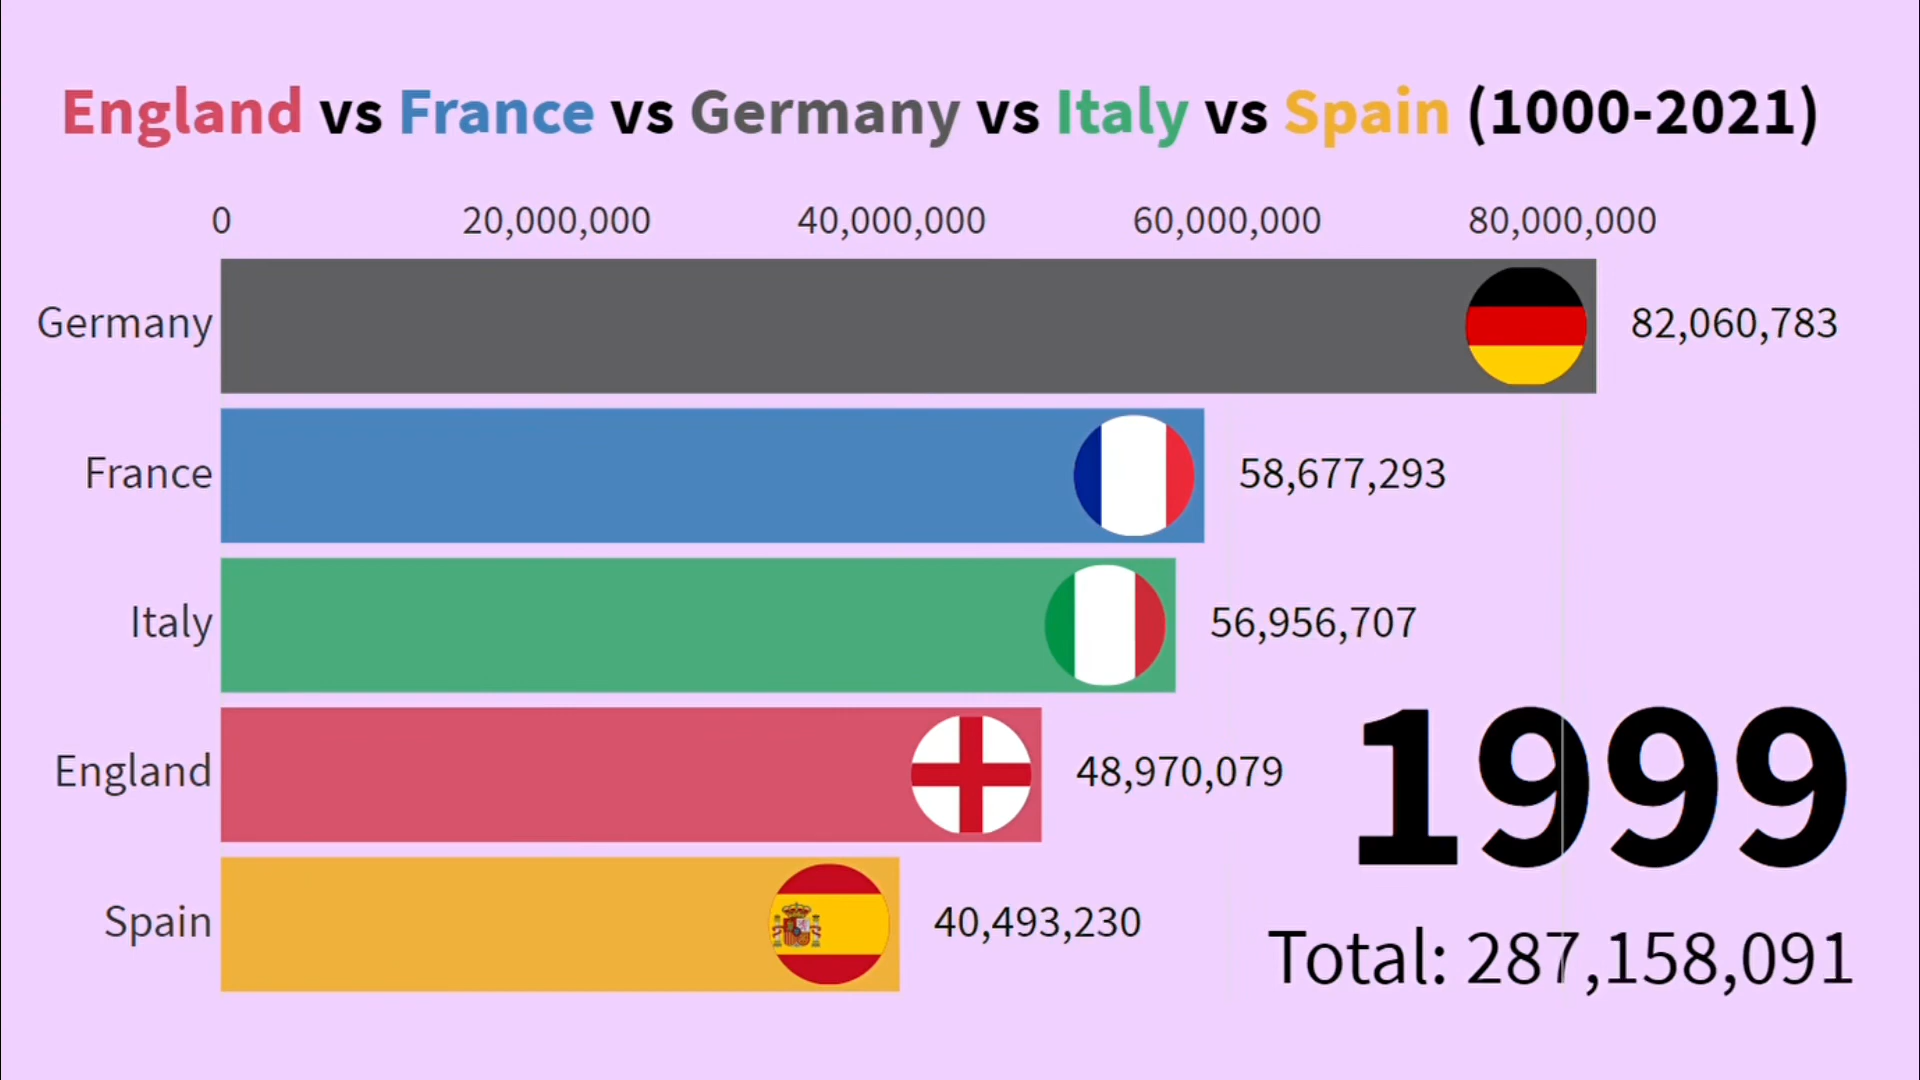 England vs France vs Germany vs Italy vs Spain (1000-2021)
0 20,000,000 40,000,000 60,000,000 80,000,000
Germany 82,060,783
France 58,677,293
Italy 56,956,707
England 48,970,079
1999
Spain 40,493,230
Total: 287,158,091